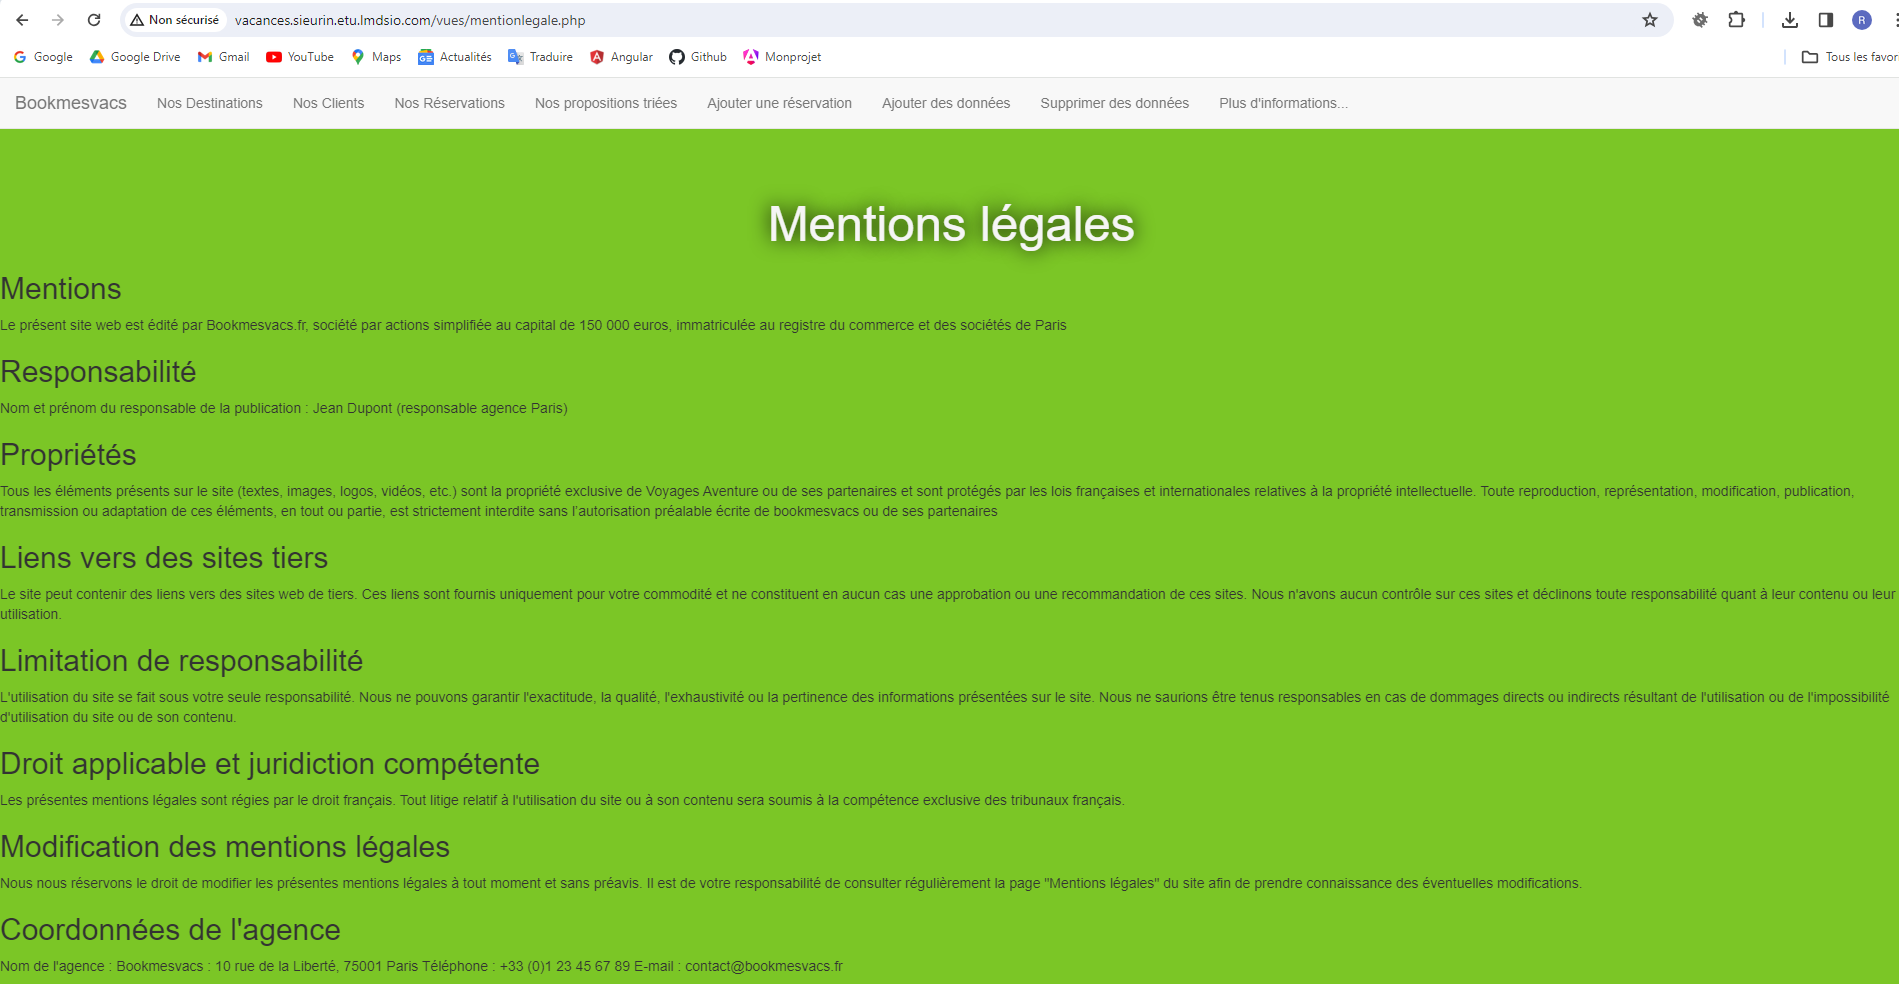 Non sécurisé vacances.sieurin.etu.lmdsio.com/vues/mentionlegale.php R
Google Google Drive Gmail YouTube Maps Actualités Traduire Angular Github Monprojet Tous les favor
Bookmesvacs Nos Destinations Nos Clients Nos Réservations Nos propositions triées Ajouter une réservation Ajouter des données Supprimer des données Plus d'informations...
Mentions légales
Mentions
Le présent site web est édité par Bookmesvacs.fr, société par actions simplifiée au capital de 150 000 euros, immatriculée au registre du commerce et des sociétés de Paris
Responsabilité
Nom et prénom du responsable de la publication : Jean Dupont (responsable agence Paris)
Propriétés
Tous les éléments présents sur le site (textes, images, logos, vidéos, etc.) sont la propriété exclusive de Voyages Aventure ou de ses partenaires et sont protégés par les lois françaises et internationales relatives à la propriété intellectuelle. Toute reproduction, représentation, modification, publication,
transmission ou adaptation de ces éléments, en tout ou partie, est strictement interdite sans l'autorisation préalable écrite de bookmesvacs ou de ses partenaires
Liens vers des sites tiers
Le site peut contenir des liens vers des sites web de tiers. Ces liens sont fournis uniquement pour votre commodité et ne constituent en aucun cas une approbation ou une recommandation de ces sites. Nous n'avons aucun contrôle sur ces sites et déclinons toute responsabilité quant à leur contenu ou leur
utilisation.
Limitation de responsabilité
L'utilisation du site se fait sous votre seule responsabilité. Nous ne pouvons garantir l'exactitude, la qualité, l'exhaustivité ou la pertinence des informations présentées sur le site. Nous ne saurions être tenus responsables en cas de dommages directs ou indirects résultant de l'utilisation ou de l'impossibilité
d'utilisation du site ou de son contenu.
Droit applicable et juridiction compétente
Les présentes mentions légales sont régies par le droit français. Tout litige relatif à l'utilisation du site ou à son contenu sera soumis à la compétence exclusive des tribunaux français.
Modification des mentions légales
Nous nous réservons le droit de modifier les présentes mentions légales à tout moment et sans préavis. Il est de votre responsabilité de consulter régulièrement la page "Mentions légales" du site afin de prendre connaissance des éventuelles modifications.
Coordonnées de l'agence
Nom de l'agence : Bookmesvacs : 10 rue de la Liberté, 75001 Paris Téléphone : +33 (0)1 23 45 67 89 E-mail : contact@bookmesvacs.fr